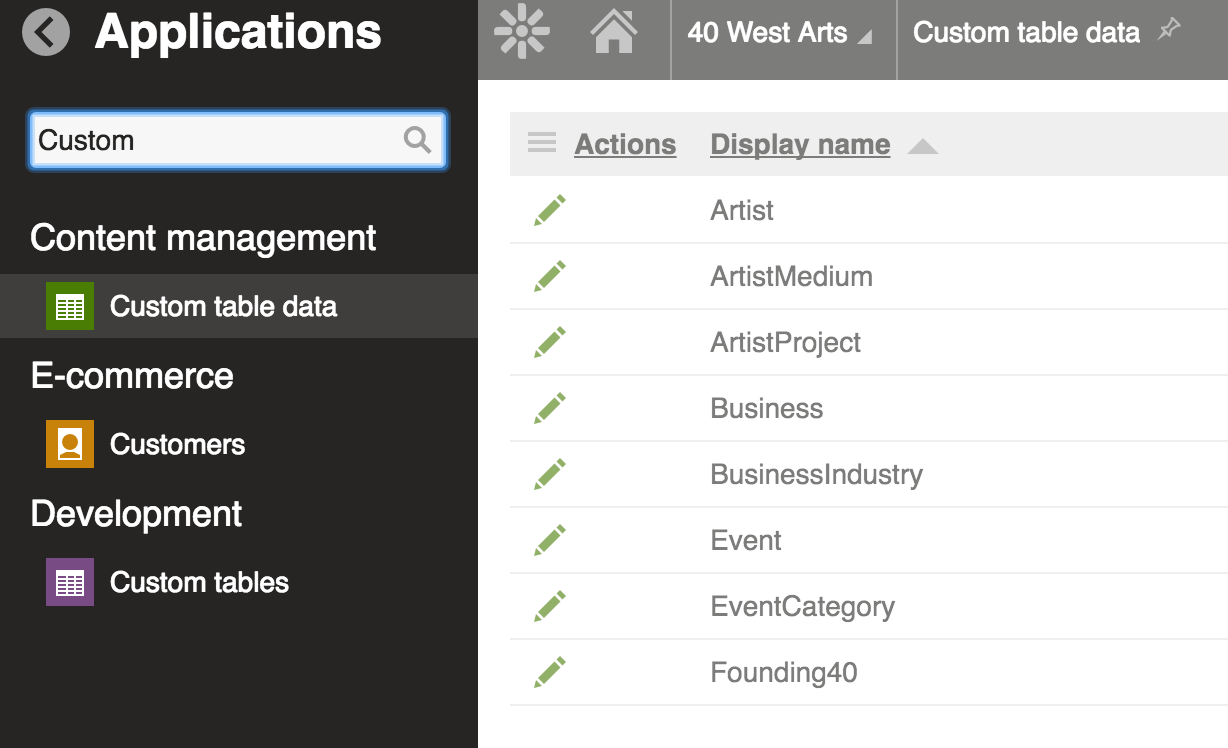 Applications
Custom
Content management
Custom table data
E-commerce
Customers
Development
Custom tables
40 West Arts
Custom table data
Actions Display name
Artist
ArtistMedium
ArtistProject
Business
BusinessIndustry
Event
EventCategory
Founding40